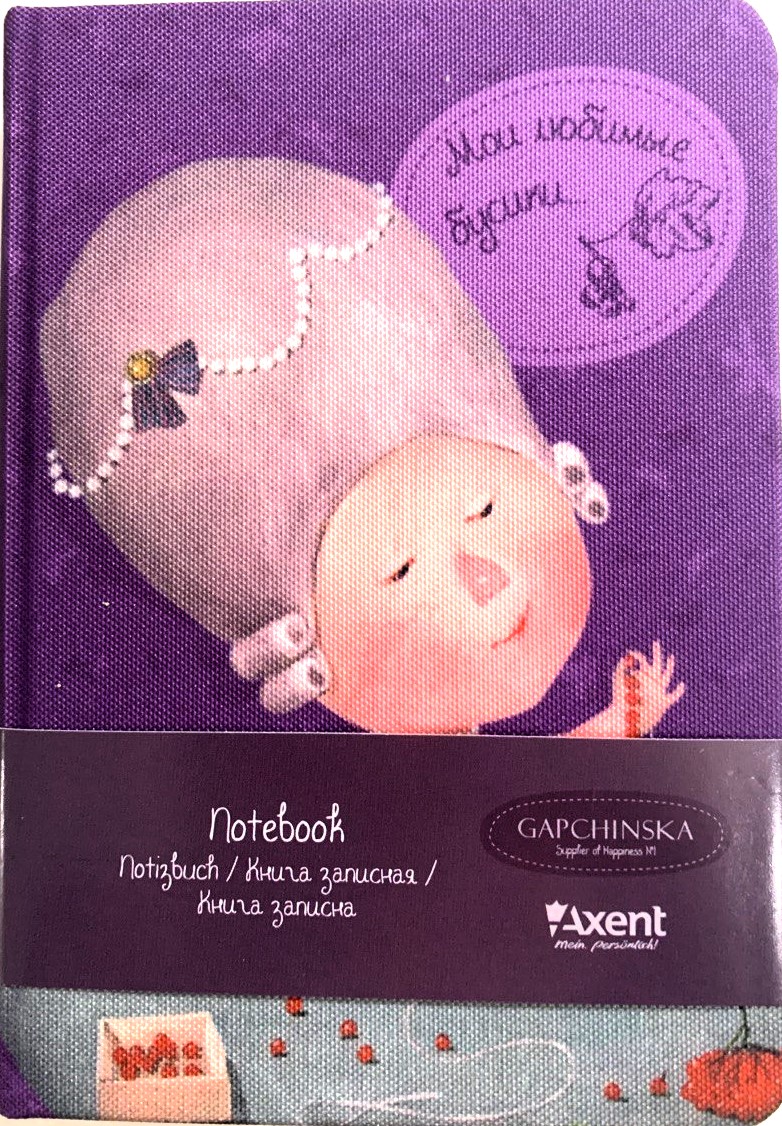 Мои любимые
бусики...
Notebook
Notizbuch / Книга записная /
Книга записна
GAPCHINSKA
Supplier of Happiness №1
Axent
mein. persönlich!